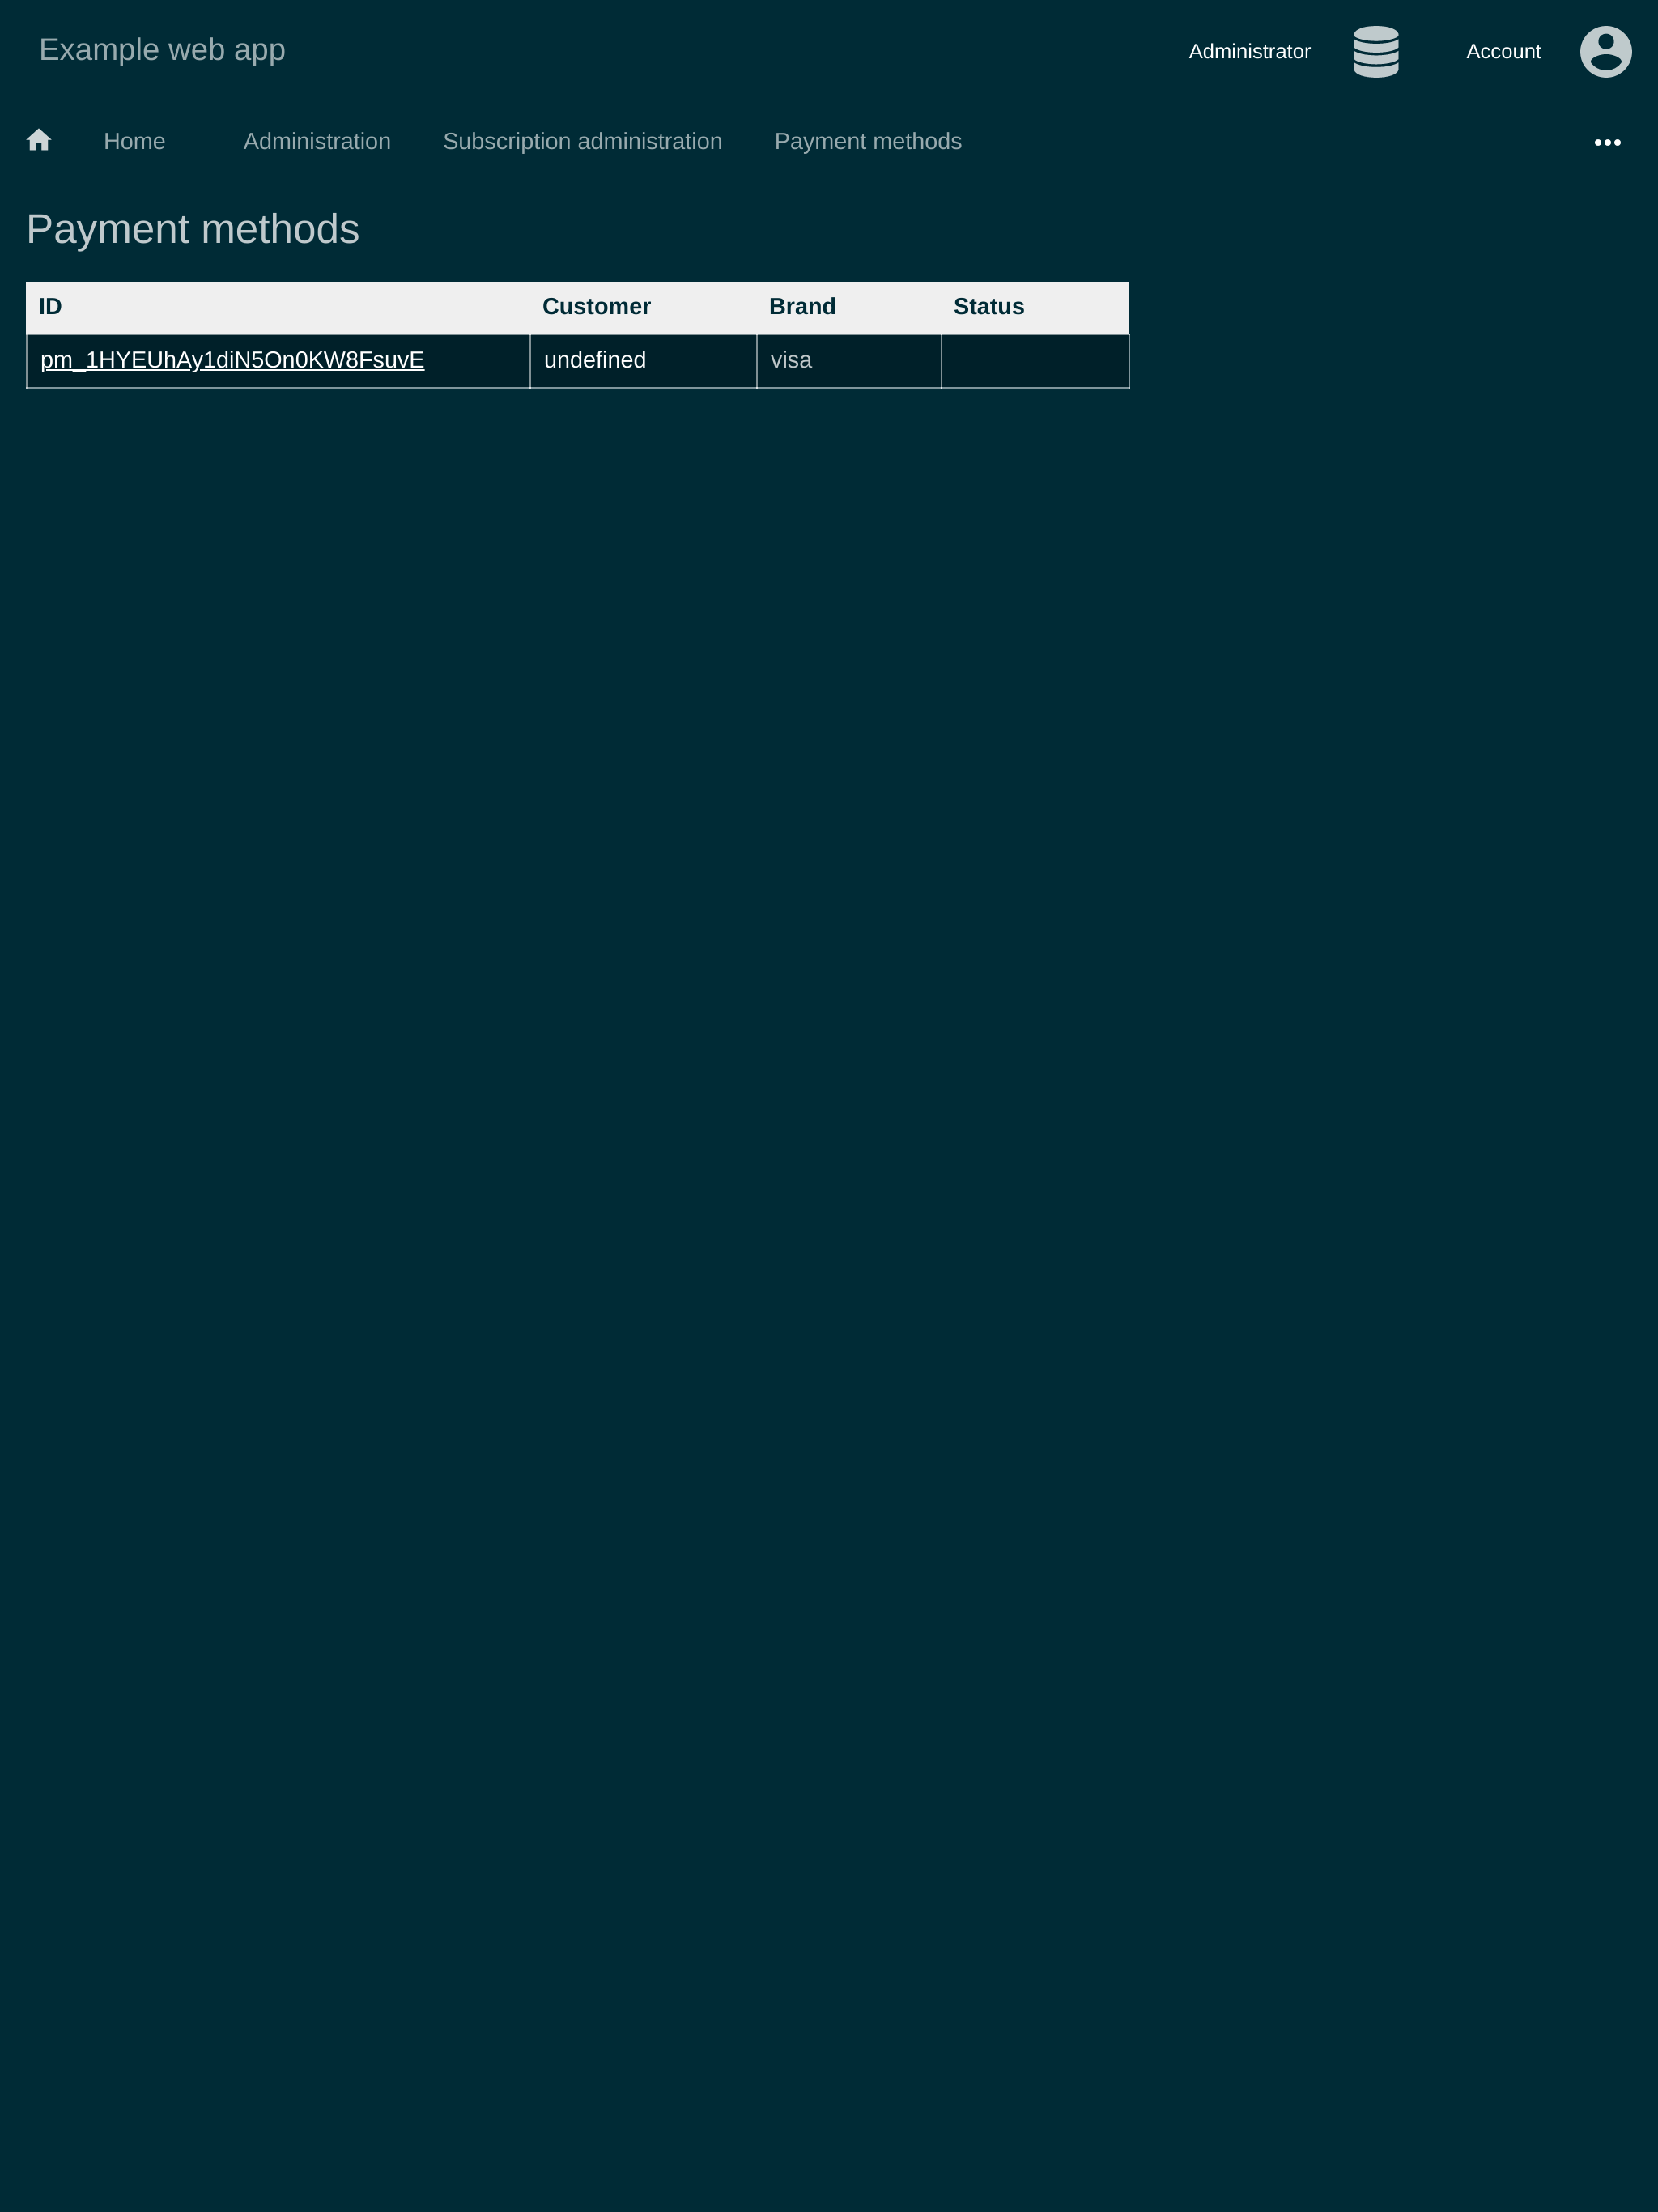 Example web app
Administrator Account
Home Administration Subscription administration Payment methods
Payment methods
ID Customer Brand Status
pm_1HYEUhAy1diN5On0KW8FsuvE undefined visa